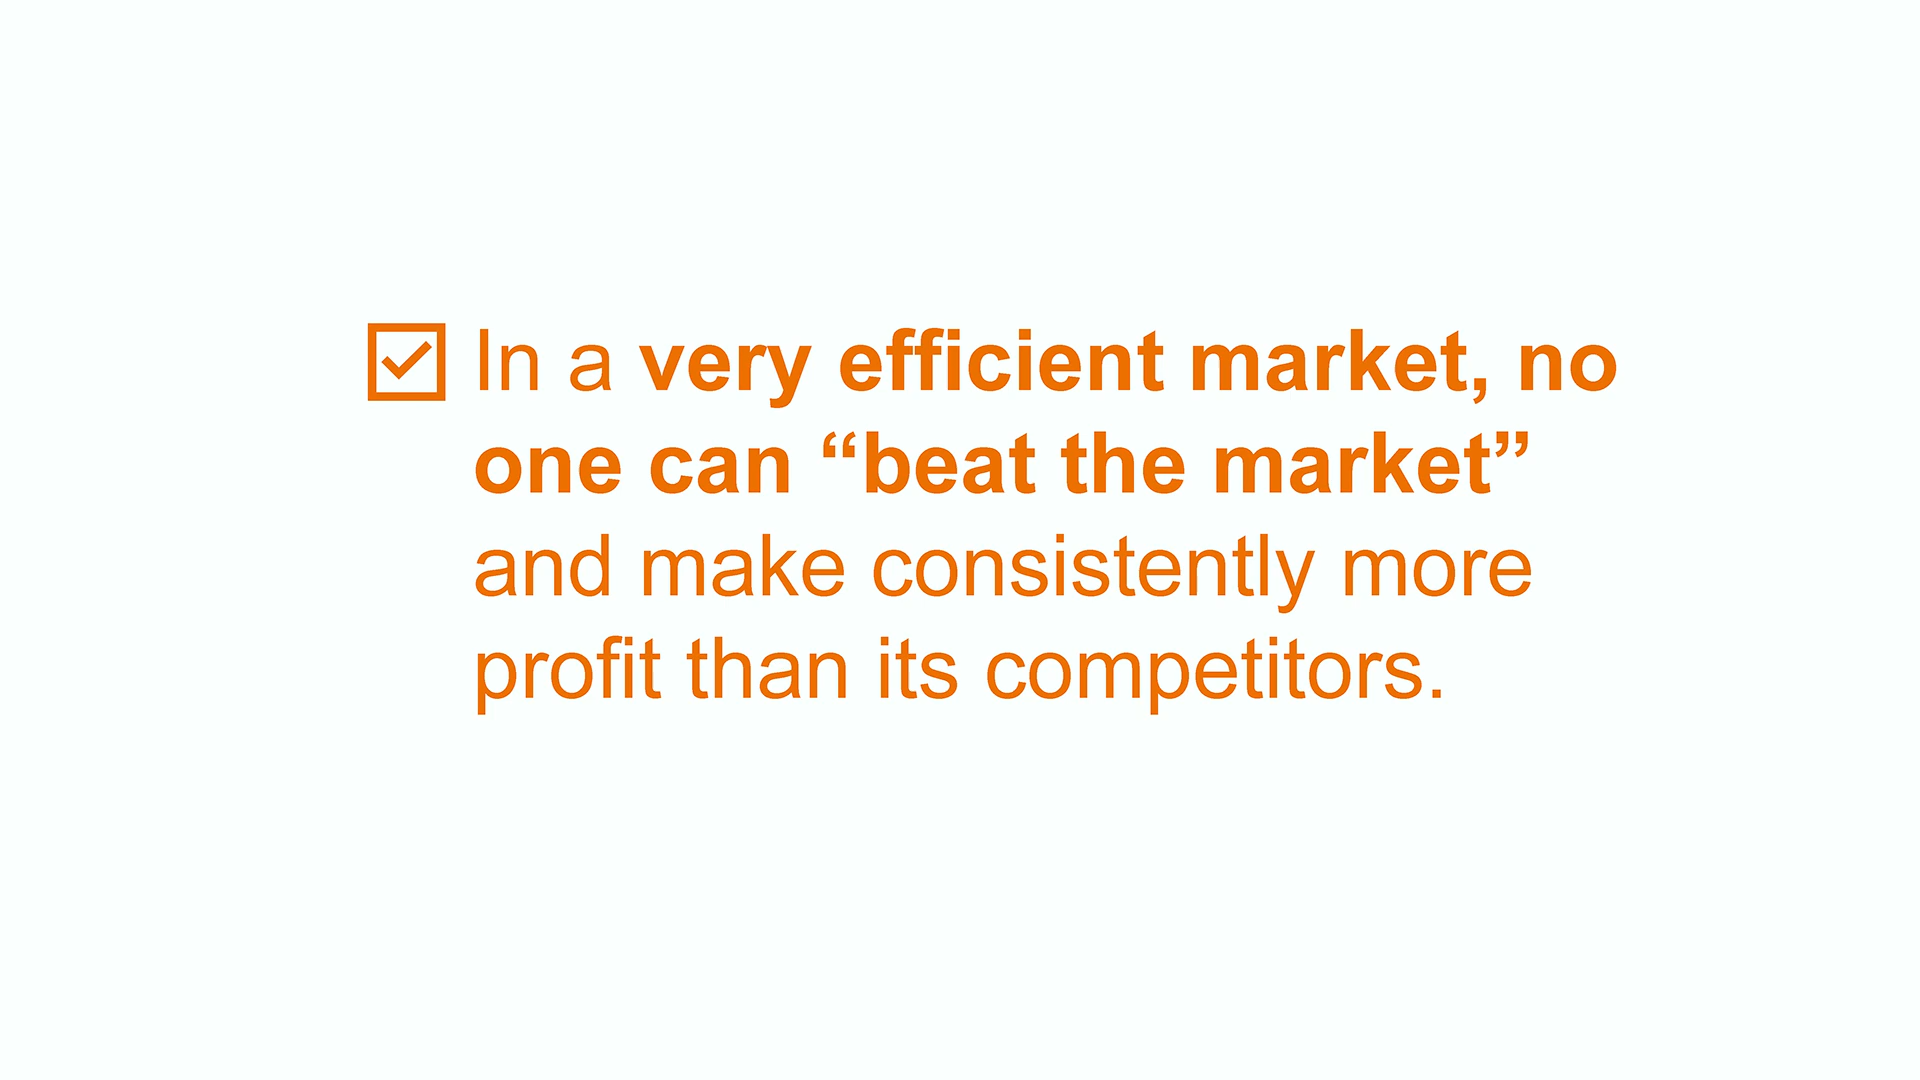 In a very efficient market, no
one can “beat the market”
and make consistently more
profit than its competitors.